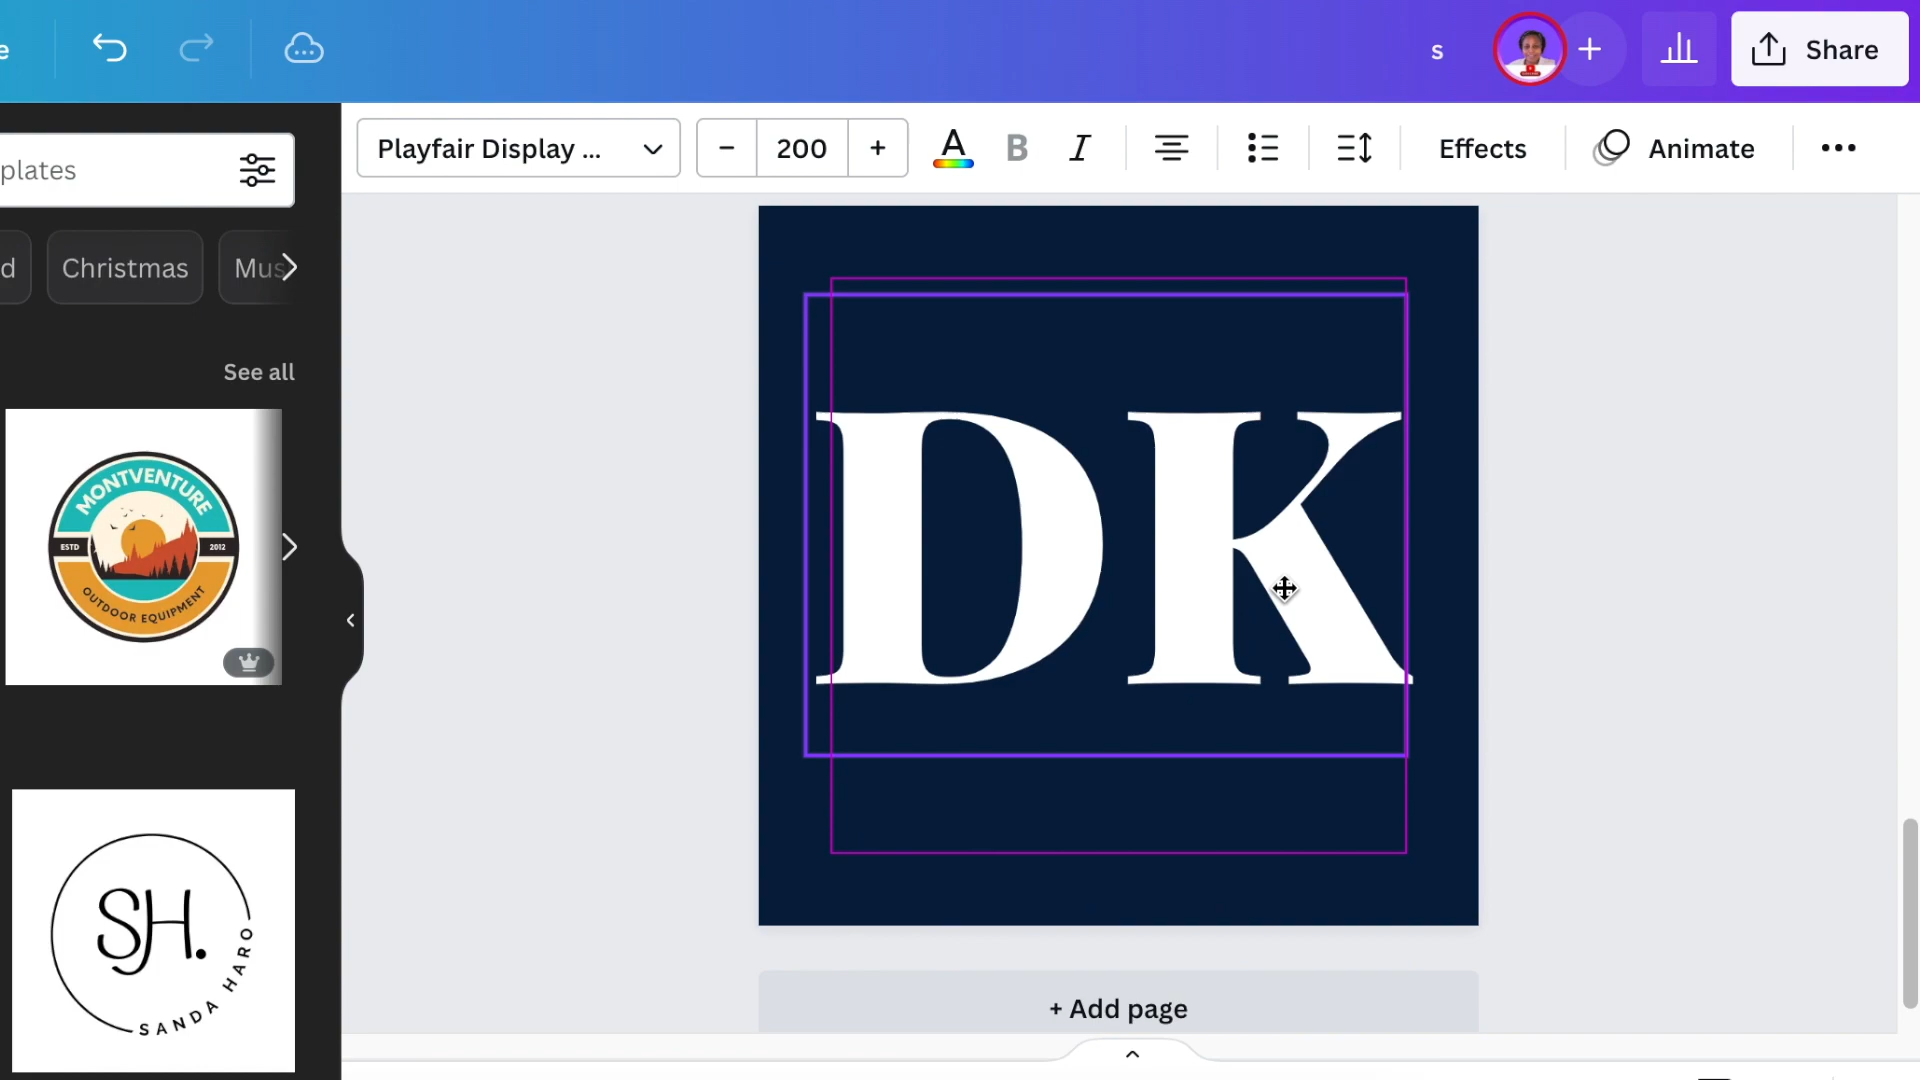 e
s
Share
plates
Playfair Display ...
200
A
B
I
Effects
Animate
d
Christmas
Mus
See all
MONTVENTURE
ESTD
2012
OUTDOOR EQUIPMENT
DK
SH.
SANDA HARO
+ Add page